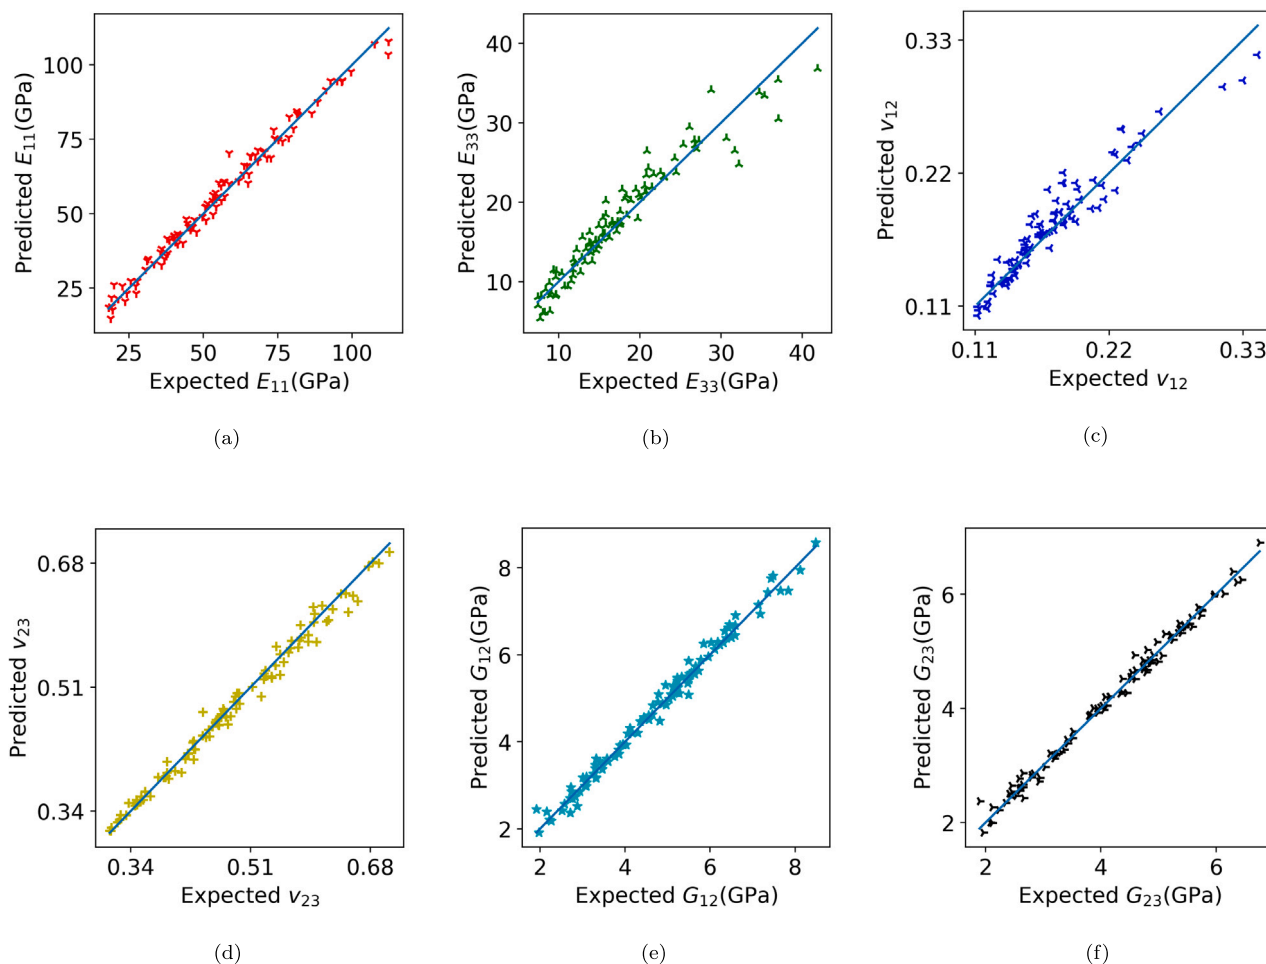 Predicted E₁₁(GPa)
100
75
50
25
25 50 75 100
Expected E₁₁(GPa)
(a)
Predicted E₃₃(GPa)
40
30
20
10
10 20 30 40
Expected E₃₃(GPa)
(b)
Predicted v₁₂
0.33
0.22
0.11
0.11 0.22 0.33
Expected v₁₂
(c)
Predicted v₂₃
0.68
0.51
0.34
0.34 0.51 0.68
Expected v₂₃
(d)
Predicted G₁₂(GPa)
8
6
4
2
2 4 6 8
Expected G₁₂(GPa)
(e)
Predicted G₂₃(GPa)
6
4
2
2 4 6
Expected G₂₃(GPa)
(f)